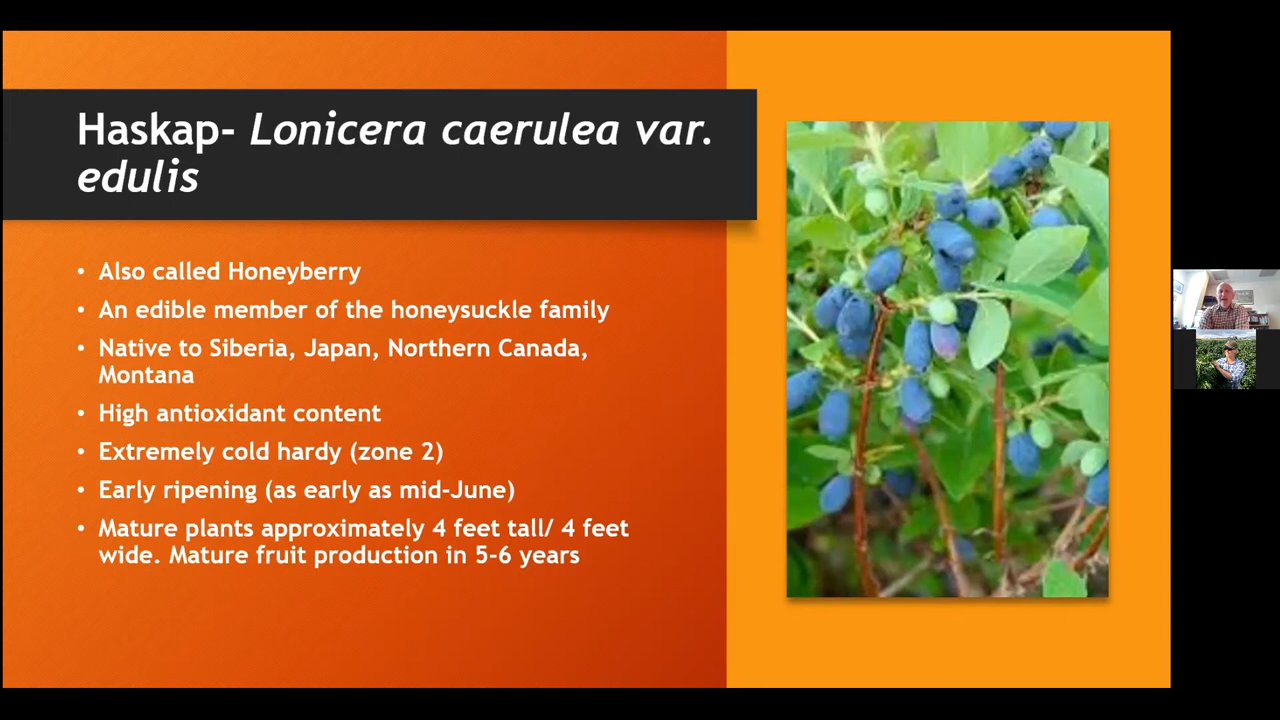 Haskap- Lonicera caerulea var.
edulis
• Also called Honeyberry
• An edible member of the honeysuckle family
• Native to Siberia, Japan, Northern Canada,
Montana
• High antioxidant content
• Extremely cold hardy (zone 2)
• Early ripening (as early as mid-June)
• Mature plants approximately 4 feet tall/ 4 feet
wide. Mature fruit production in 5-6 years